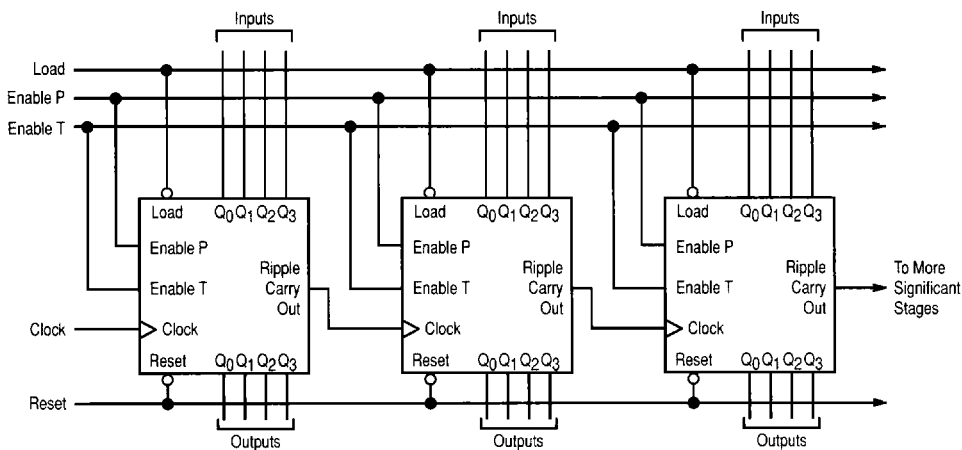 Inputs Inputs Inputs
Load
Enable P
Enable T
Load Q0 Q1 Q2 Q3 Load Q0 Q1 Q2 Q3 Load Q0 Q1 Q2 Q3
Enable P Enable P Enable P
Ripple Ripple Ripple To More
Enable T Carry Enable T Carry Enable T Carry Significant
Out Out Out Stages
Clock Clock Clock Clock
Reset Q0 Q1 Q2 Q3 Reset Q0 Q1 Q2 Q3 Reset Q0 Q1 Q2 Q3
Reset
Outputs Outputs Outputs